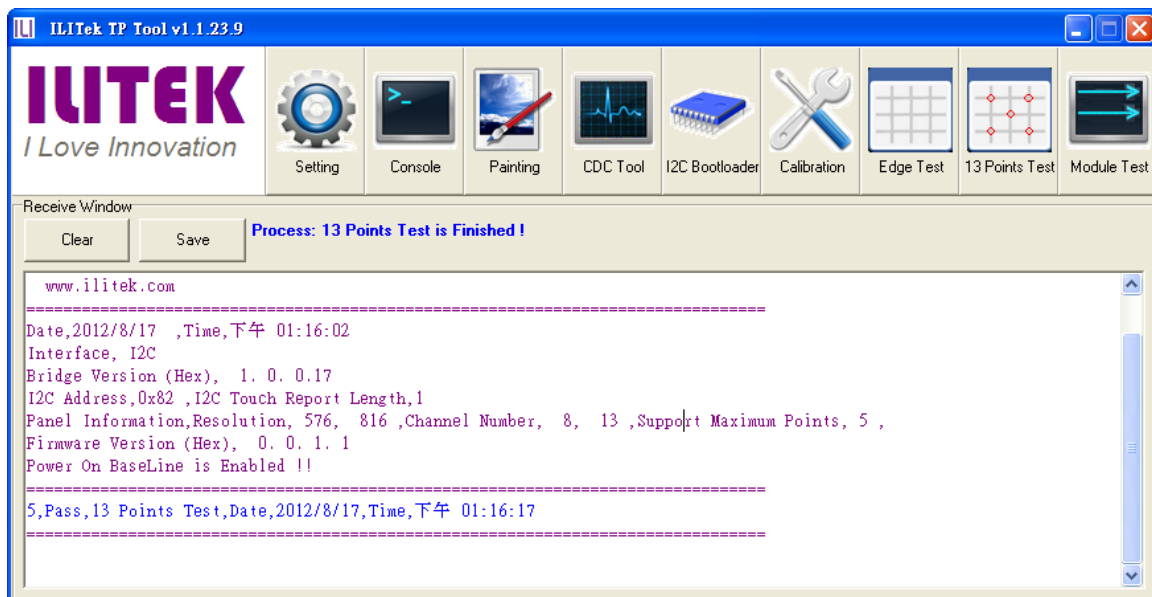 ILITek TP Tool v1.1.23.9
ILITEK
I Love Innovation
Setting
Console
Painting
CDC Tool
I2C Bootloader
Calibration
Edge Test
13 Points Test
Module Test
Receive Window
Clear
Save
Process: 13 Points Test is Finished !
www.ilitek.com
================================================================================
Date,2012/8/17  ,Time,下午 01:16:02
Interface, I2C
Bridge Version (Hex),  1. 0. 0.17
I2C Address,0x82 ,I2C Touch Report Length,1
Panel Information,Resolution, 576,  816 ,Channel Number,  8,  13 ,Support Maximum Points, 5 ,
Firmware Version (Hex),  0. 0. 1. 1
Power On BaseLine is Enabled !!
================================================================================
5,Pass,13 Points Test,Date,2012/8/17,Time,下午 01:16:17
================================================================================